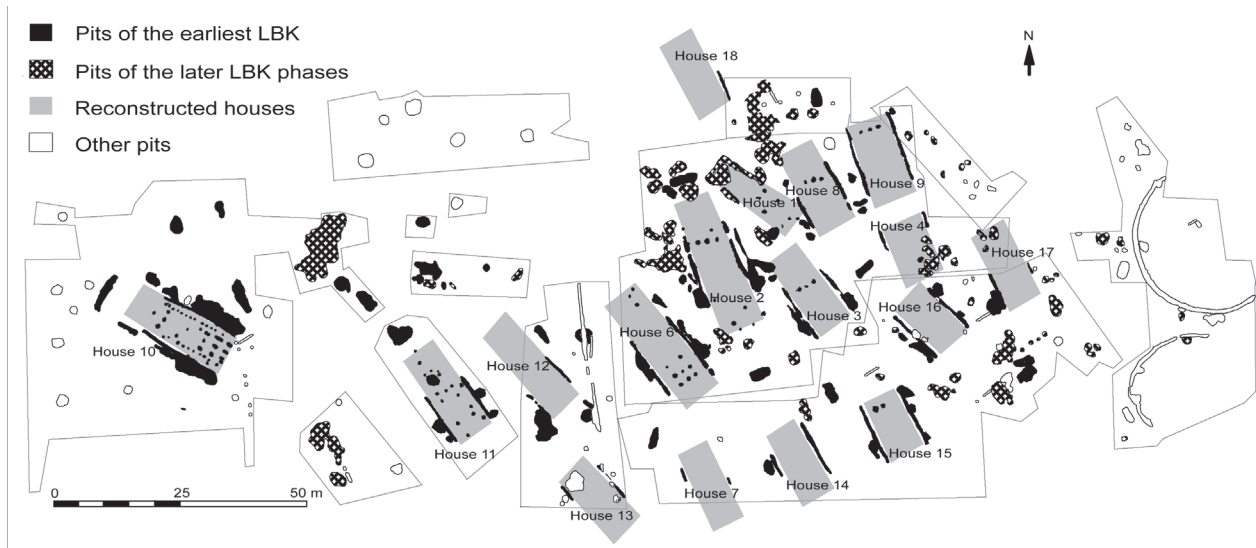 Pits of the earliest LBK
Pits of the later LBK phases
Reconstructed houses
Other pits
N
House 18
House 8
House 9
House 1
House 4
House 17
House 2
House 16
House 3
House 6
House 10
House 12
House 11
House 15
House 14
House 7
House 13
0 25 50 m